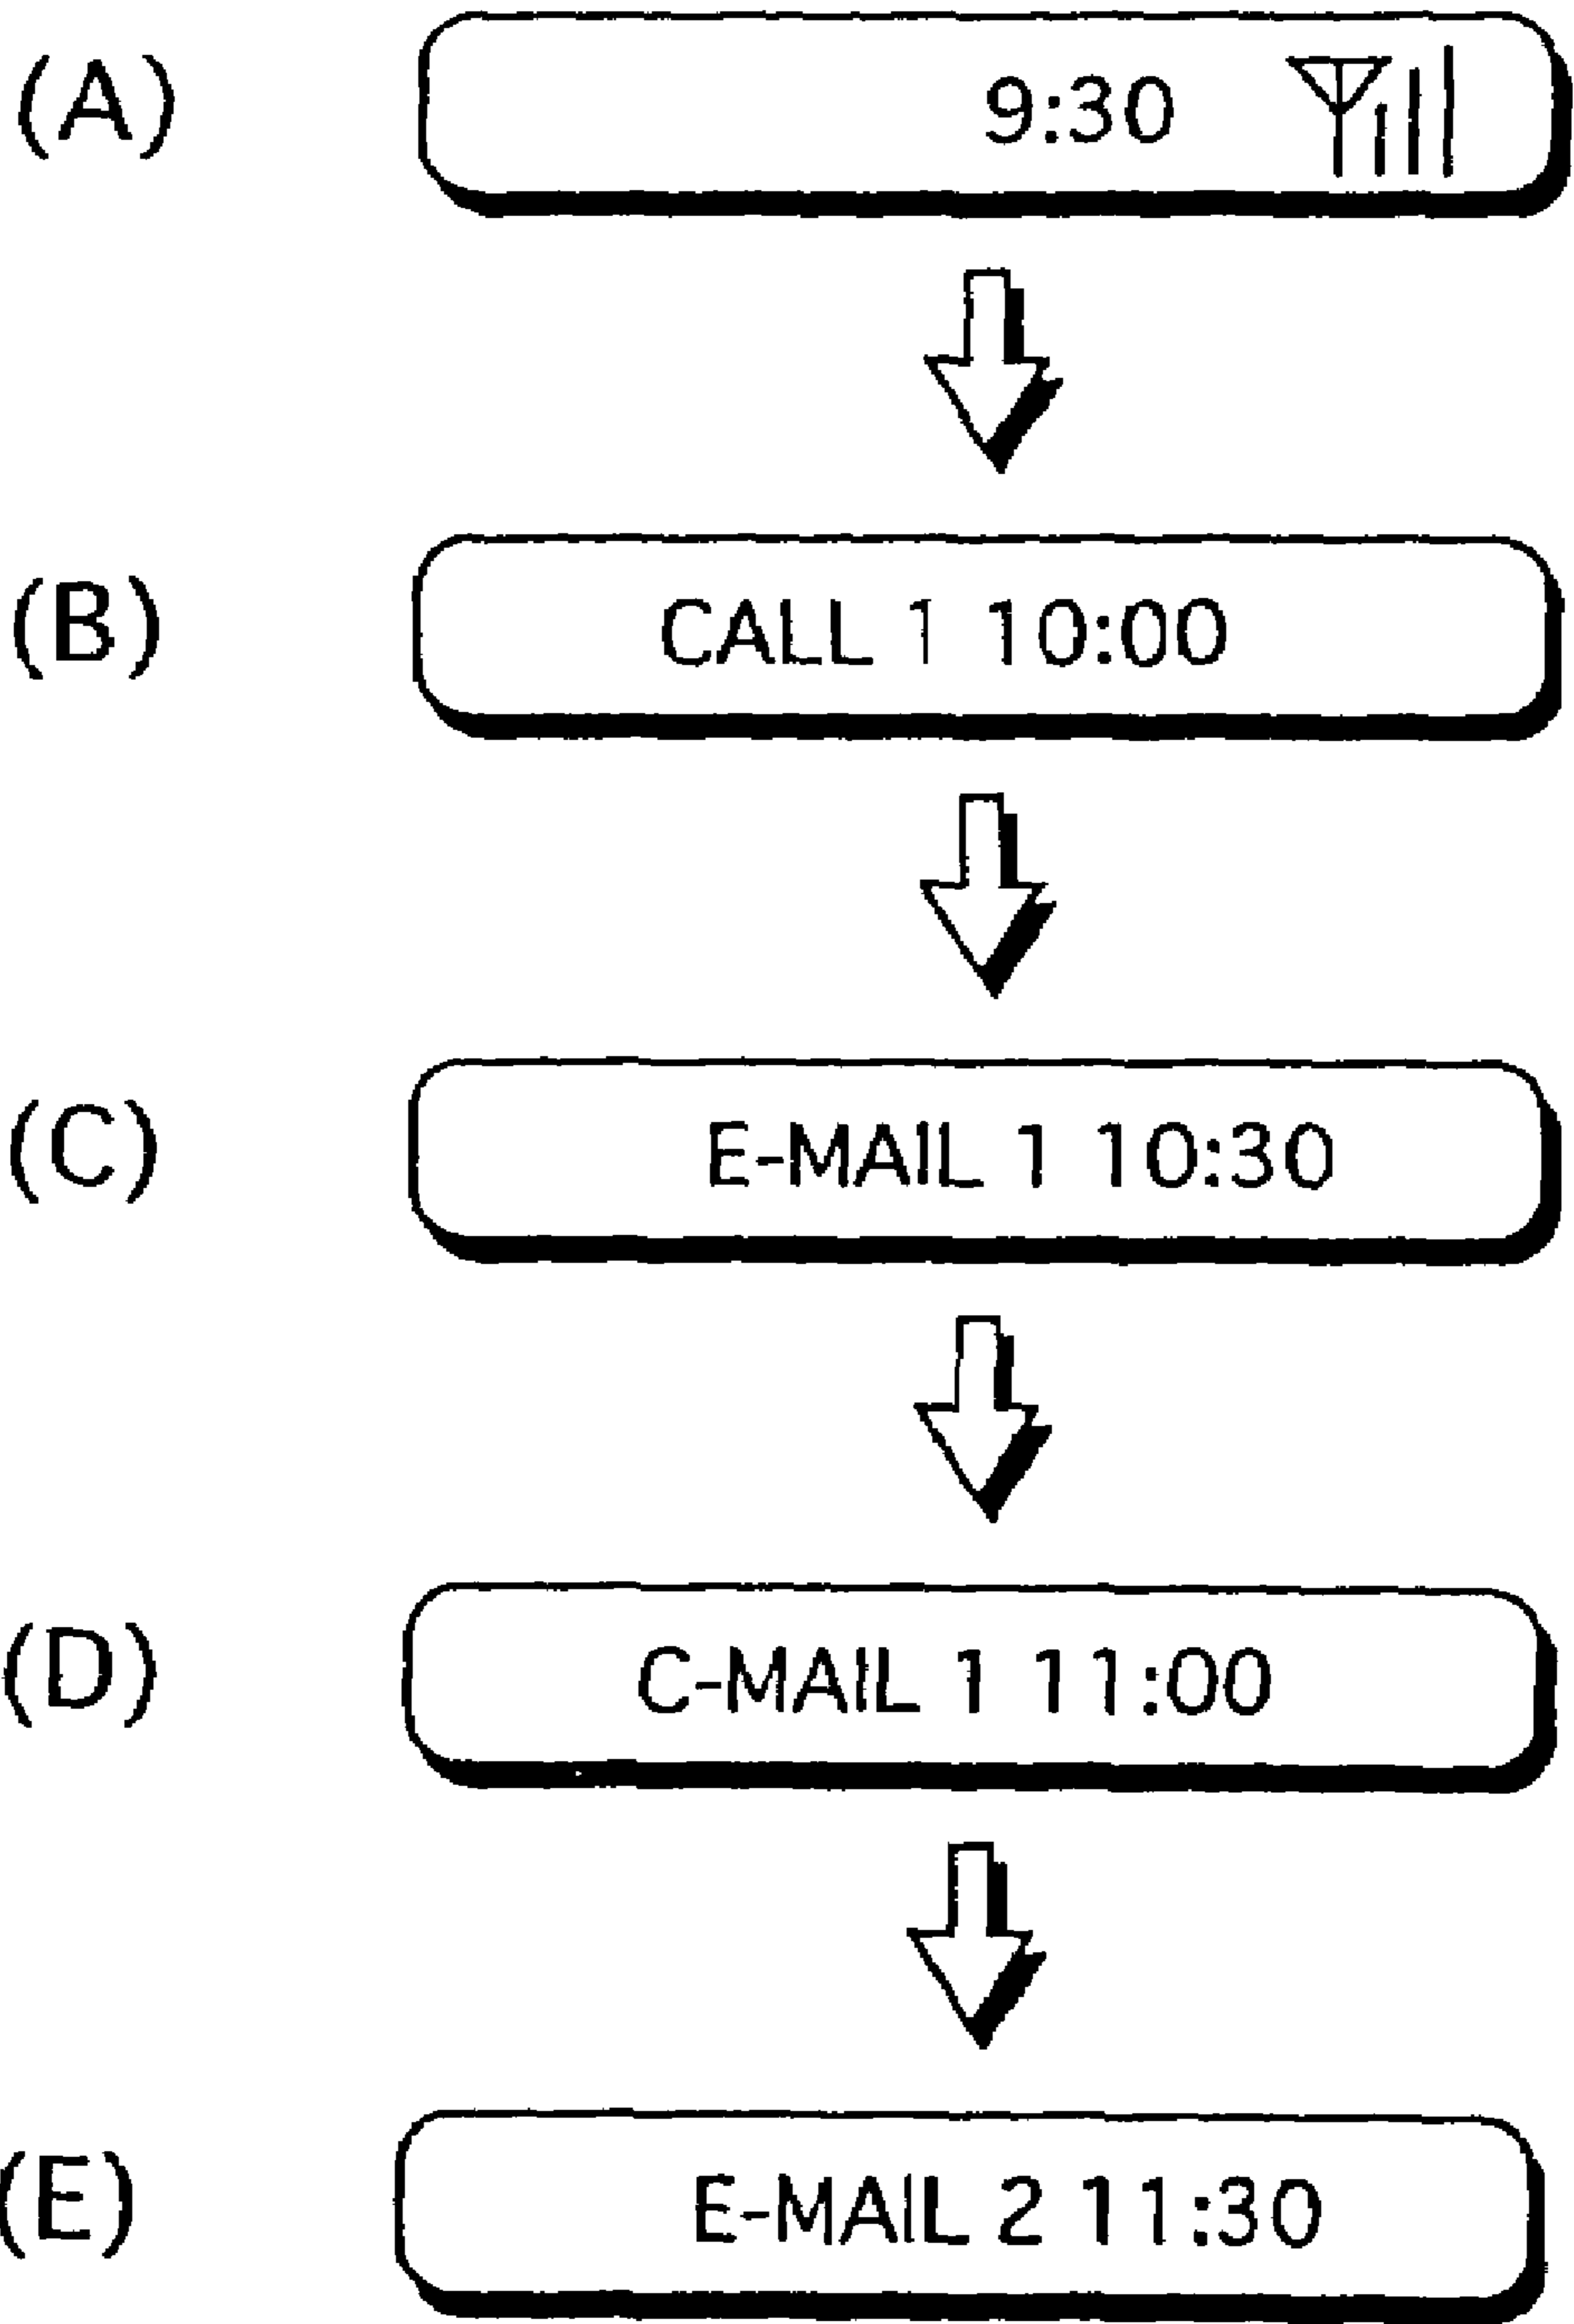 (A) 9:30
(B) CALL 1 10:00
(C) E-MAIL 1 10:30
(D) C-MAIL 1 11:00
(E) E-MAIL 2 11:30